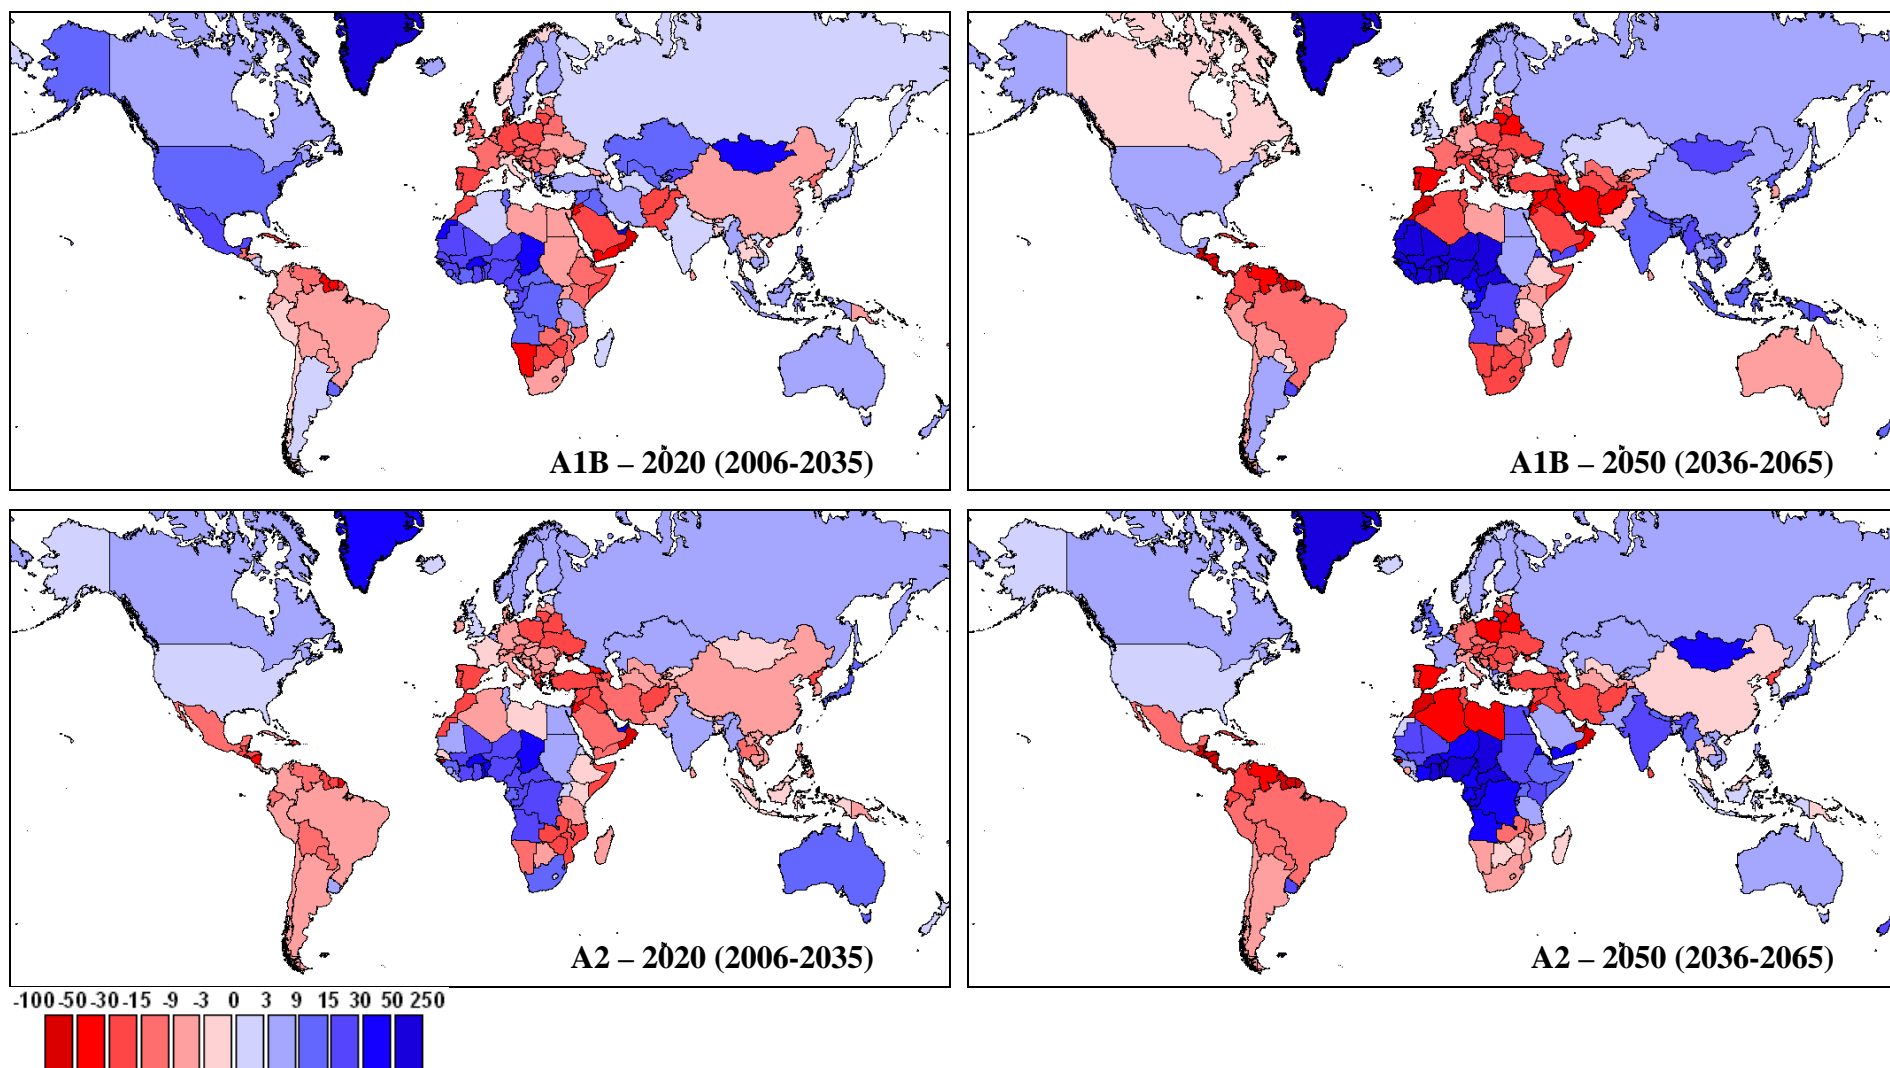 A1B – 2020 (2006-2035)
A1B – 2050 (2036-2065)
A2 – 2020 (2006-2035)
A2 – 2050 (2036-2065)
-100 -50 -30 -15 -9 -3 0 3 9 15 30 50 250